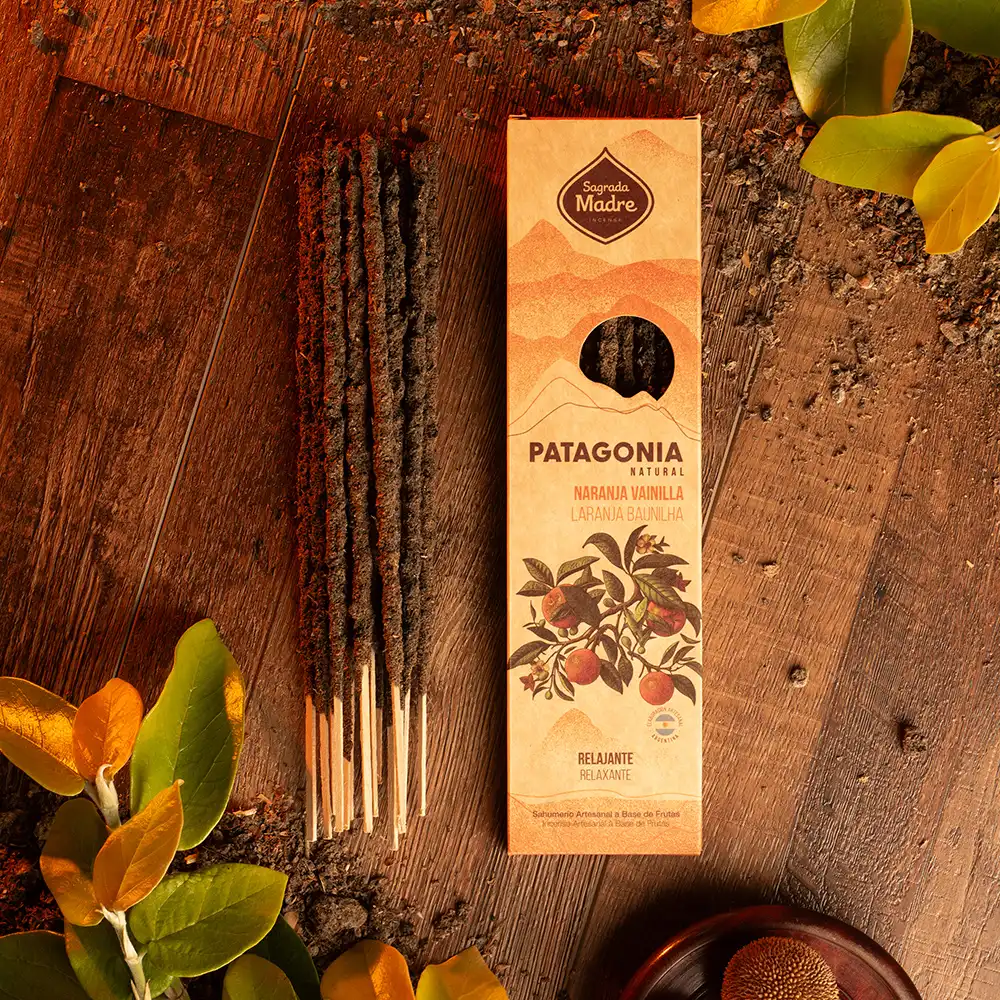 Sagrada
Madre
INCENSE
PATAGONIA
NATURAL
NARANJA VAINILLA
LARANJA BAUNILHA
ARGENTINA
RELAJANTE
RELAXANTE
Sahumerio Artesanal a Base de Frutas
Incenso Artesanal à Base de Frutas